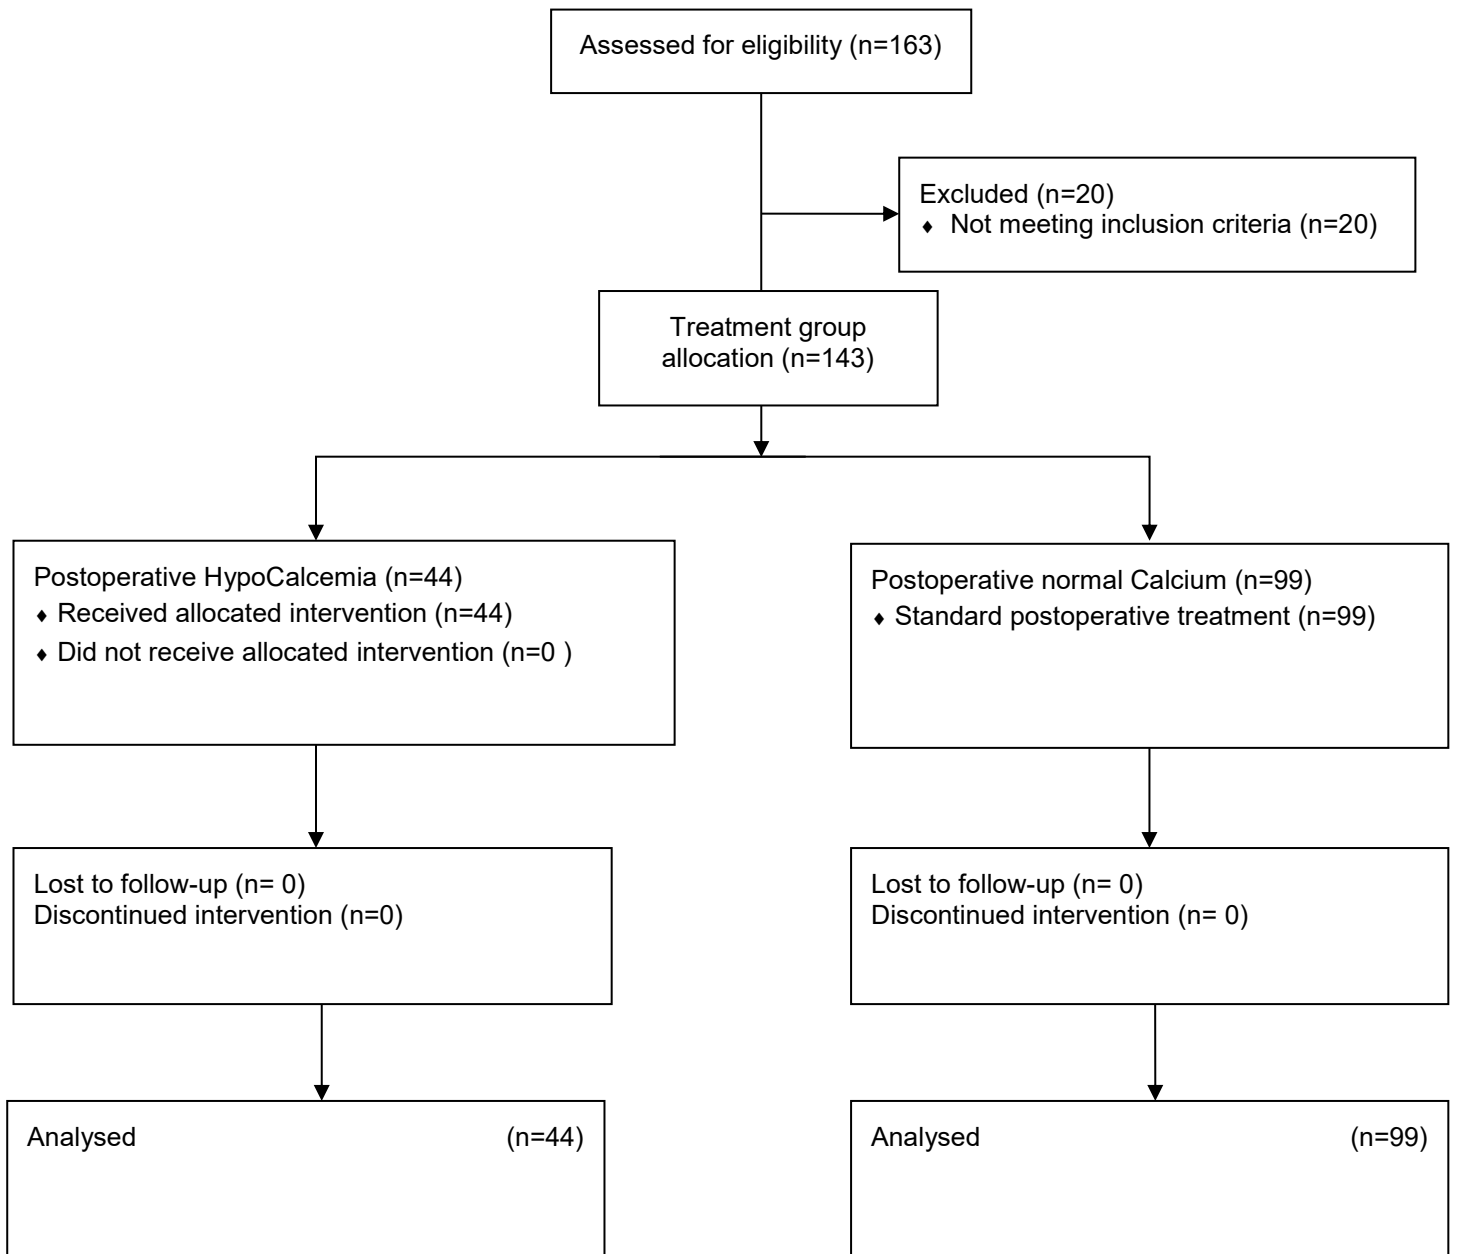 Assessed for eligibility (n=163)
Excluded (n=20)
♦ Not meeting inclusion criteria (n=20)
Treatment group
allocation (n=143)
Postoperative HypoCalcemia (n=44)
♦ Received allocated intervention (n=44)
♦ Did not receive allocated intervention (n=0 )
Postoperative normal Calcium (n=99)
♦ Standard postoperative treatment (n=99)
Lost to follow-up (n= 0)
Discontinued intervention (n=0)
Lost to follow-up (n= 0)
Discontinued intervention (n= 0)
Analysed (n=44)
Analysed (n=99)